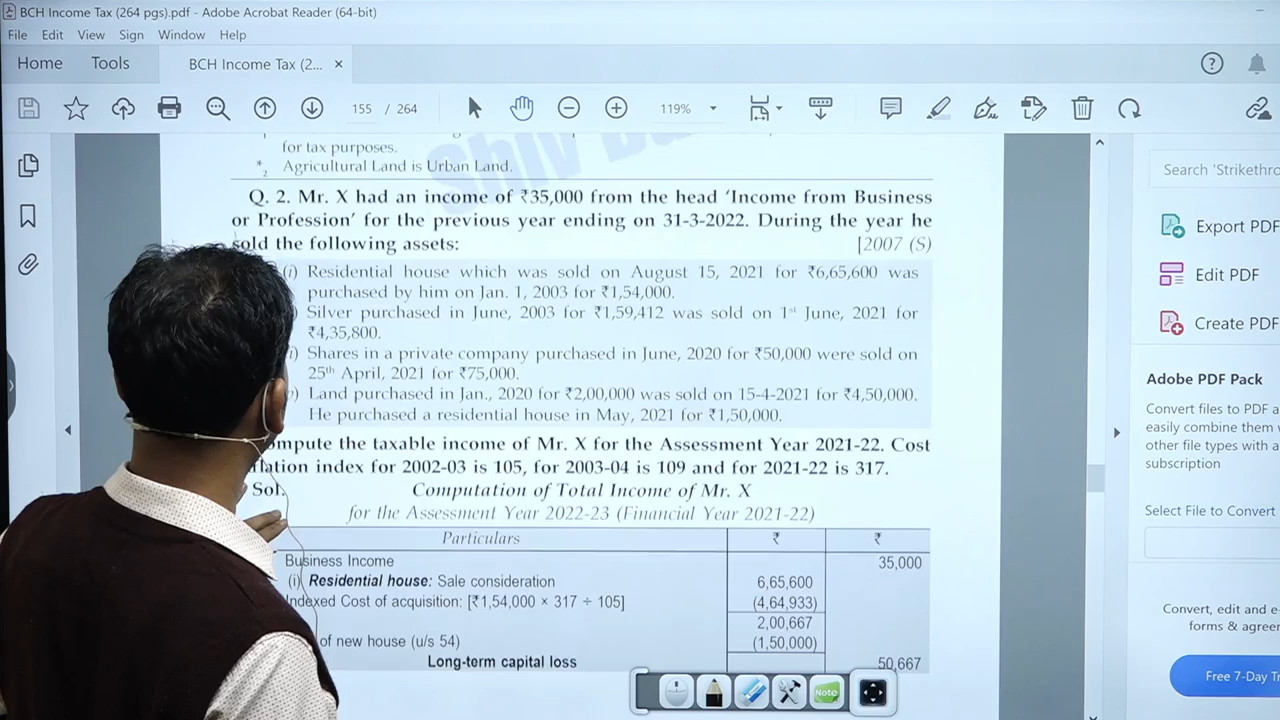 BCH Income Tax (264 pgs).pdf - Adobe Acrobat Reader (64-bit)
File Edit View Sign Window Help
Home Tools BCH Income Tax (2... ×
155 / 264 119%
for tax purposes.
*2 Agricultural Land is Urban Land.
Q. 2. Mr. X had an income of ₹35,000 from the head 'Income from Business
or Profession' for the previous year ending on 31-3-2022. During the year he
sold the following assets: [2007 (S)
(i) Residential house which was sold on August 15, 2021 for ₹6,65,600 was
purchased by him on Jan. 1, 2003 for ₹1,54,000.
) Silver purchased in June, 2003 for ₹1,59,412 was sold on 1st June, 2021 for
₹4,35,800.
i) Shares in a private company purchased in June, 2020 for ₹50,000 were sold on
25th April, 2021 for ₹75,000.
) Land purchased in Jan., 2020 for ₹2,00,000 was sold on 15-4-2021 for ₹4,50,000.
He purchased a residential house in May, 2021 for ₹1,50,000.
ompute the taxable income of Mr. X for the Assessment Year 2021-22. Cost
flation index for 2002-03 is 105, for 2003-04 is 109 and for 2021-22 is 317.
Sol. Computation of Total Income of Mr. X
for the Assessment Year 2022-23 (Financial Year 2021-22)
Particulars ₹ ₹
Business Income 35,000
(i) Residential house: Sale consideration 6,65,600
Indexed Cost of acquisition: [₹1,54,000 × 317 ÷ 105] (4,64,933)
2,00,667
of new house (u/s 54) (1,50,000)
Long-term capital loss 50,667
Note
Search 'Strikethro
Export PDF
Edit PDF
Create PDF
Adobe PDF Pack
Convert files to PDF a
easily combine them
other file types with a
subscription
Select File to Convert
Convert, edit and e-
forms & agreem
Free 7-Day Tr